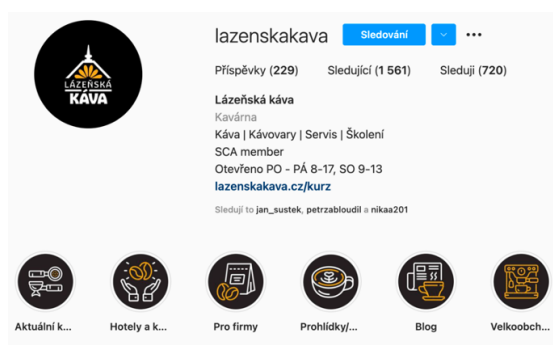 lazenskakava Sledování
Příspěvky (229) Sledující (1 561) Sleduji (720)
LÁZEŇSKÁ
KÁVA
Lázeňská káva
Kavárna
Káva | Kávovary | Servis | Školení
SCA member
Otevřeno PO - PÁ 8-17, SO 9-13
lazenskakava.cz/kurz
Sledují to jan_sustek, petrzabloudil a nikaa201
Aktuální k... Hotely a k... Pro firmy Prohlídky/... Blog Velkoobch...